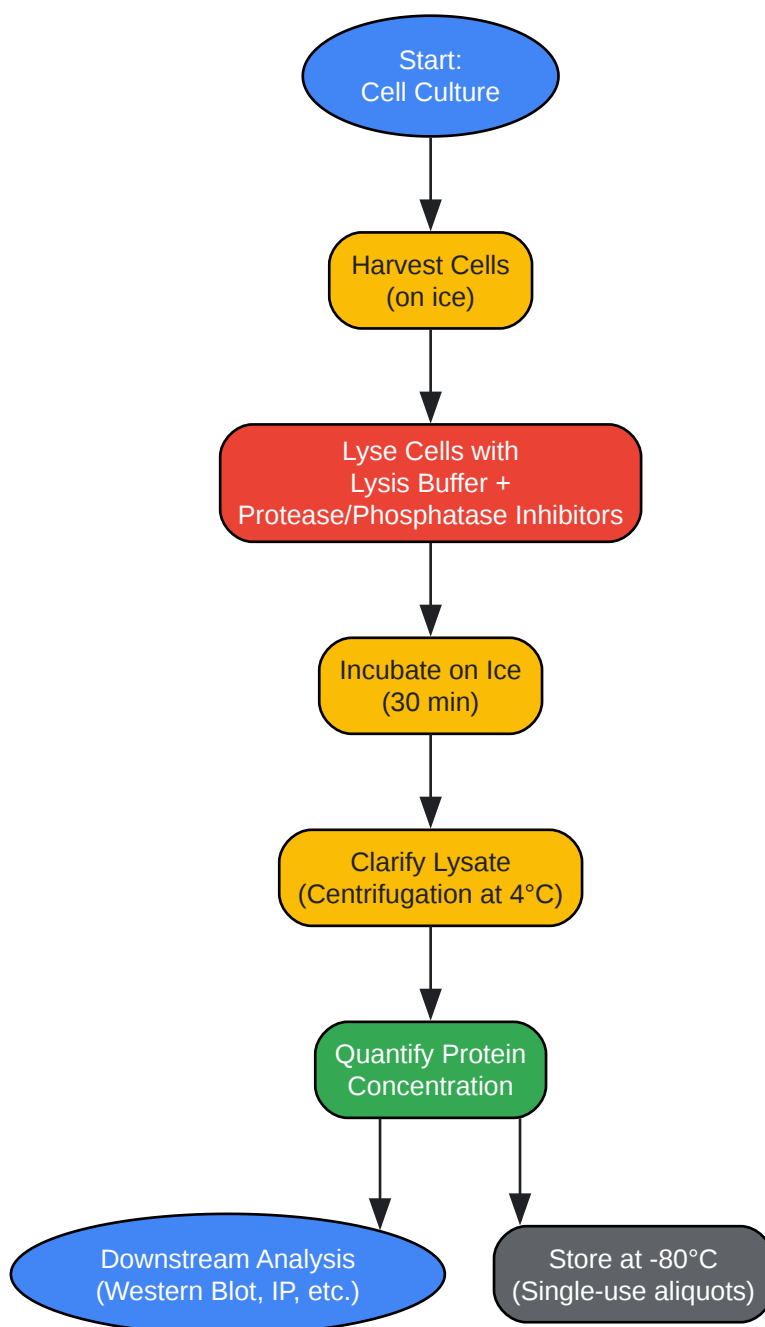 Start:
Cell Culture
Harvest Cells
(on ice)
Lyse Cells with
Lysis Buffer +
Protease/Phosphatase Inhibitors
Incubate on Ice
(30 min)
Clarify Lysate
(Centrifugation at 4°C)
Quantify Protein
Concentration
Downstream Analysis
(Western Blot, IP, etc.)
Store at -80°C
(Single-use aliquots)